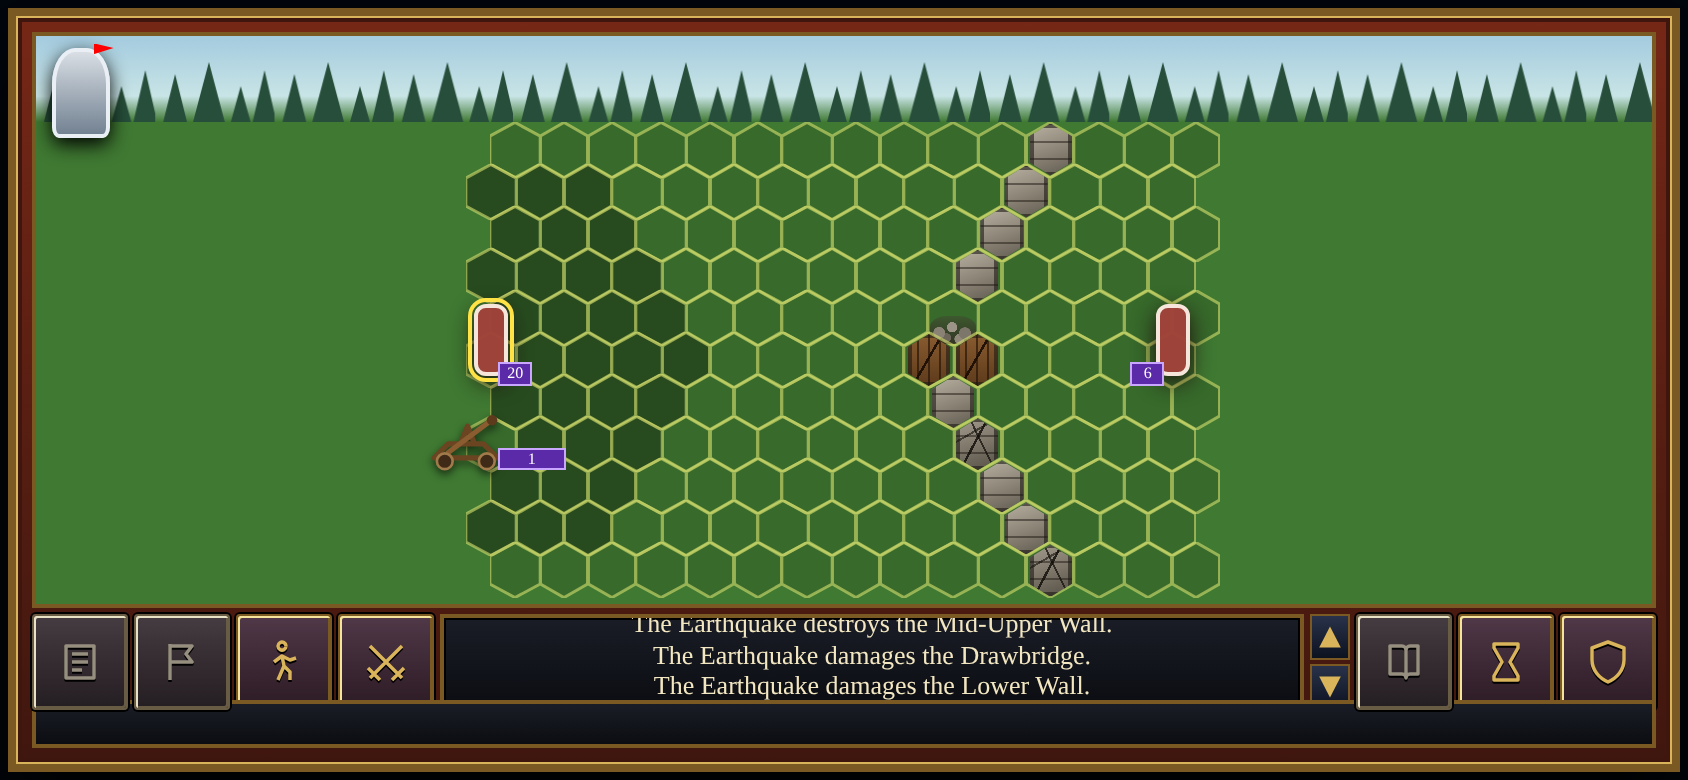 20
6
1
The Earthquake destroys the Mid-Upper Wall.
The Earthquake damages the Drawbridge.
The Earthquake damages the Lower Wall.